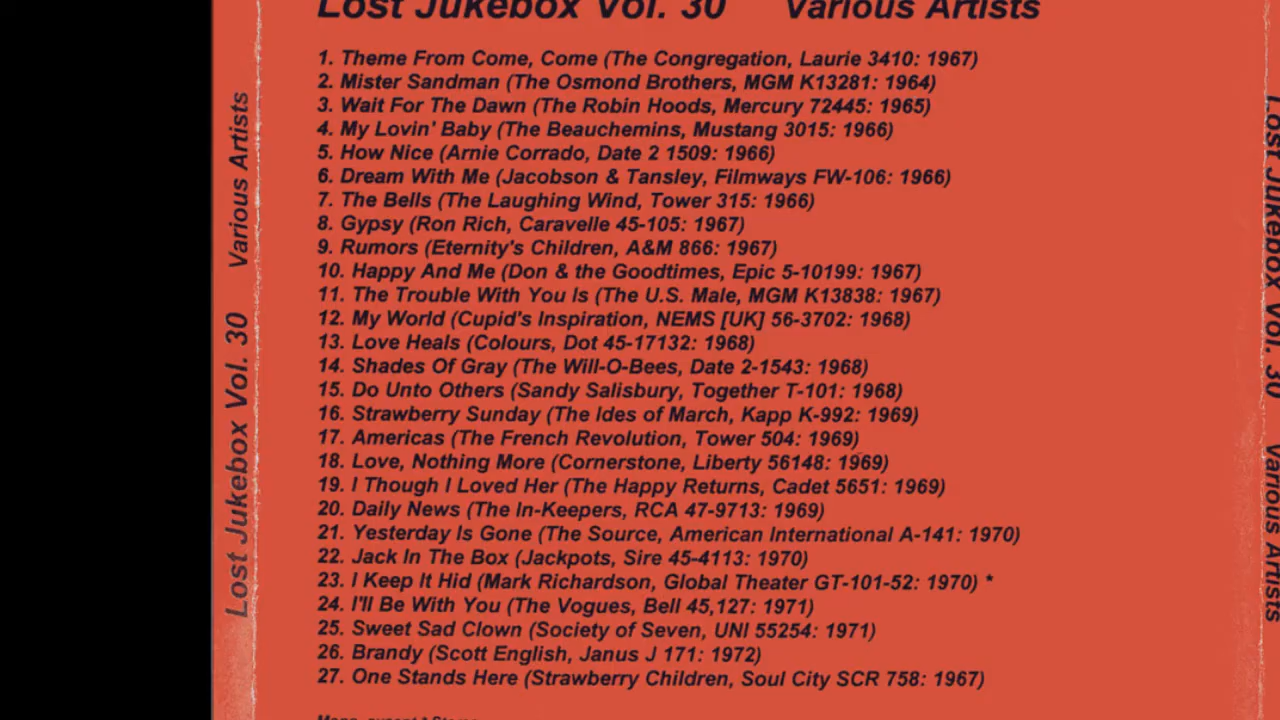 Lost Jukebox Vol. 30 Various Artists
1. Theme From Come, Come (The Congregation, Laurie 3410: 1967)
2. Mister Sandman (The Osmond Brothers, MGM K13281: 1964)
3. Wait For The Dawn (The Robin Hoods, Mercury 72445: 1965)
4. My Lovin' Baby (The Beauchemins, Mustang 3015: 1966)
5. How Nice (Arnie Corrado, Date 2 1509: 1966)
6. Dream With Me (Jacobson & Tansley, Filmways FW-106: 1966)
7. The Bells (The Laughing Wind, Tower 315: 1966)
8. Gypsy (Ron Rich, Caravelle 45-105: 1967)
9. Rumors (Eternity's Children, A&M 866: 1967)
10. Happy And Me (Don & the Goodtimes, Epic 5-10199: 1967)
11. The Trouble With You Is (The U.S. Male, MGM K13838: 1967)
12. My World (Cupid's Inspiration, NEMS [UK] 56-3702: 1968)
13. Love Heals (Colours, Dot 45-17132: 1968)
14. Shades Of Gray (The Will-O-Bees, Date 2-1543: 1968)
15. Do Unto Others (Sandy Salisbury, Together T-101: 1968)
16. Strawberry Sunday (The Ides of March, Kapp K-992: 1969)
17. Americas (The French Revolution, Tower 504: 1969)
18. Love, Nothing More (Cornerstone, Liberty 56148: 1969)
19. I Though I Loved Her (The Happy Returns, Cadet 5651: 1969)
20. Daily News (The In-Keepers, RCA 47-9713: 1969)
21. Yesterday Is Gone (The Source, American International A-141: 1970)
22. Jack In The Box (Jackpots, Sire 45-4113: 1970)
23. I Keep It Hid (Mark Richardson, Global Theater GT-101-52: 1970) *
24. I'll Be With You (The Vogues, Bell 45,127: 1971)
25. Sweet Sad Clown (Society of Seven, UNI 55254: 1971)
26. Brandy (Scott English, Janus J 171: 1972)
27. One Stands Here (Strawberry Children, Soul City SCR 758: 1967)
Mono, except * Stereo
Lost Jukebox Vol. 30 Various Artists
Lost Jukebox Vol. 30 Various Artists